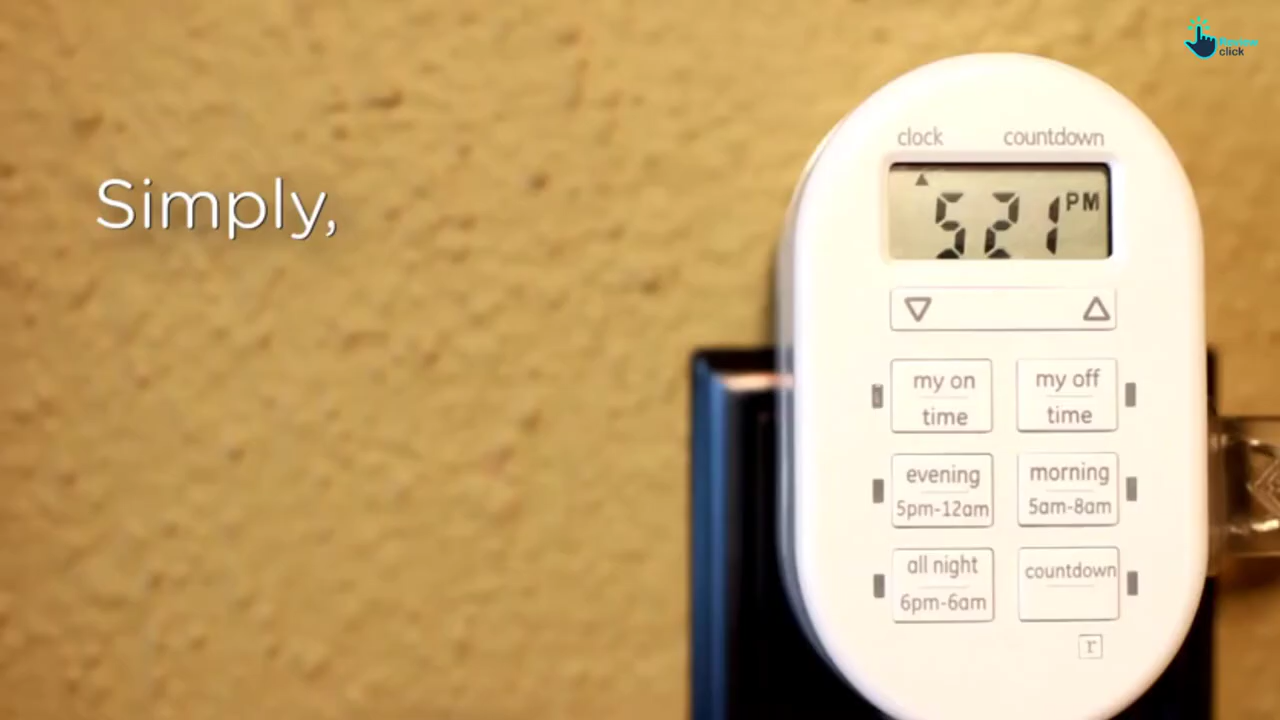 click
Simply,
clock countdown
5 21 PM
my on
time
my off
time
evening
5pm-12am
morning
5am-8am
all night
6pm-6am
countdown
r